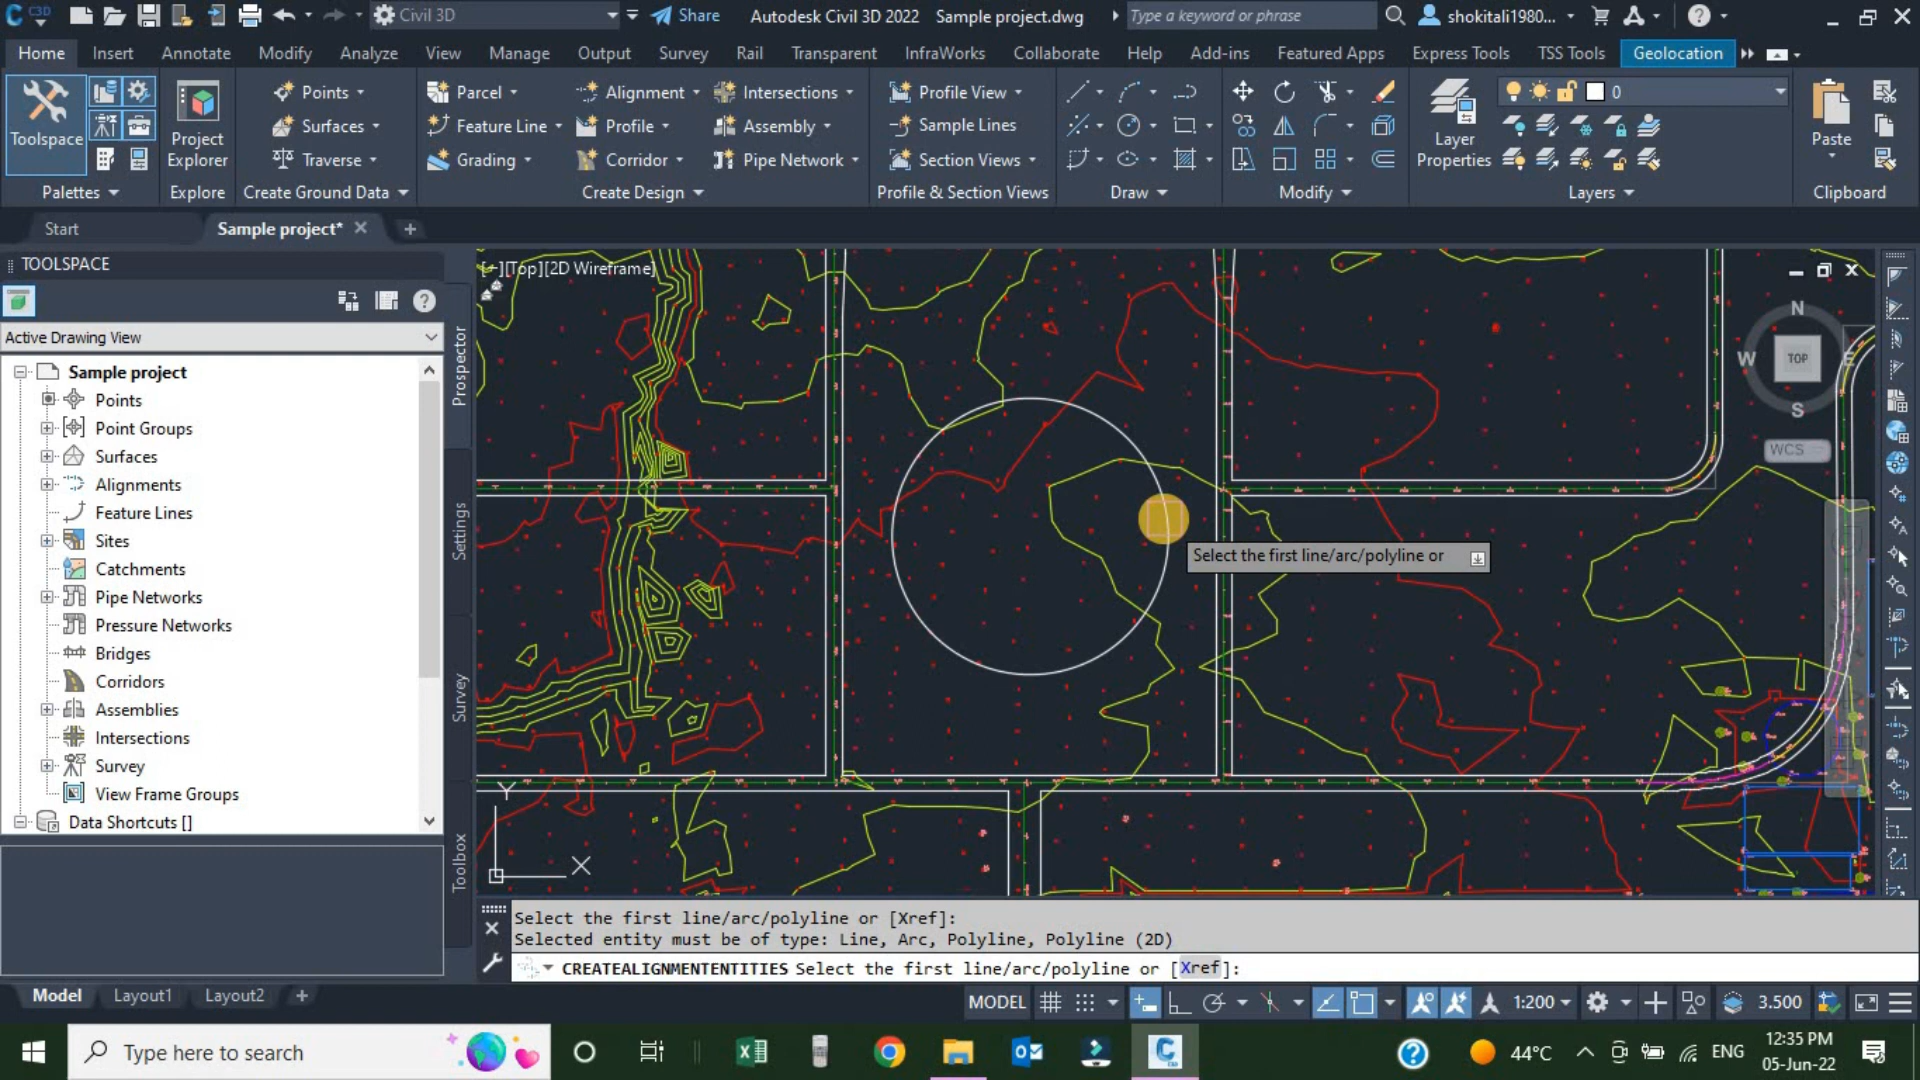 C3D
Civil 3D
Share
Autodesk Civil 3D 2022
Sample project.dwg
Type a keyword or phrase
shokitali1980...
Home
Insert
Annotate
Modify
Analyze
View
Manage
Output
Survey
Rail
Transparent
InfraWorks
Collaborate
Help
Add-ins
Featured Apps
Express Tools
TSS Tools
Geolocation
Toolspace
Project Explorer
Points
Surfaces
Traverse
Parcel
Feature Line
Grading
Alignment
Profile
Corridor
Intersections
Assembly
Pipe Network
Profile View
Sample Lines
Section Views
Layer Properties
0
Paste
Palettes
Explore
Create Ground Data
Create Design
Profile & Section Views
Draw
Modify
Layers
Clipboard
Start
Sample project*
TOOLSPACE
Active Drawing View
Sample project
Points
Point Groups
Surfaces
Alignments
Feature Lines
Sites
Catchments
Pipe Networks
Pressure Networks
Bridges
Corridors
Assemblies
Intersections
Survey
View Frame Groups
Data Shortcuts []
Prospector
Settings
Survey
Toolbox
[−][Top][2D Wireframe]
N
W
TOP
E
S
WCS
Select the first line/arc/polyline or
Y
X
Select the first line/arc/polyline or [Xref]:
Selected entity must be of type: Line, Arc, Polyline, Polyline (2D)
CREATEALIGNMENTENTITIES Select the first line/arc/polyline or [Xref]:
Model
Layout1
Layout2
MODEL
1:200
3.500
Type here to search
44°C
ENG
12:35 PM
05-Jun-22